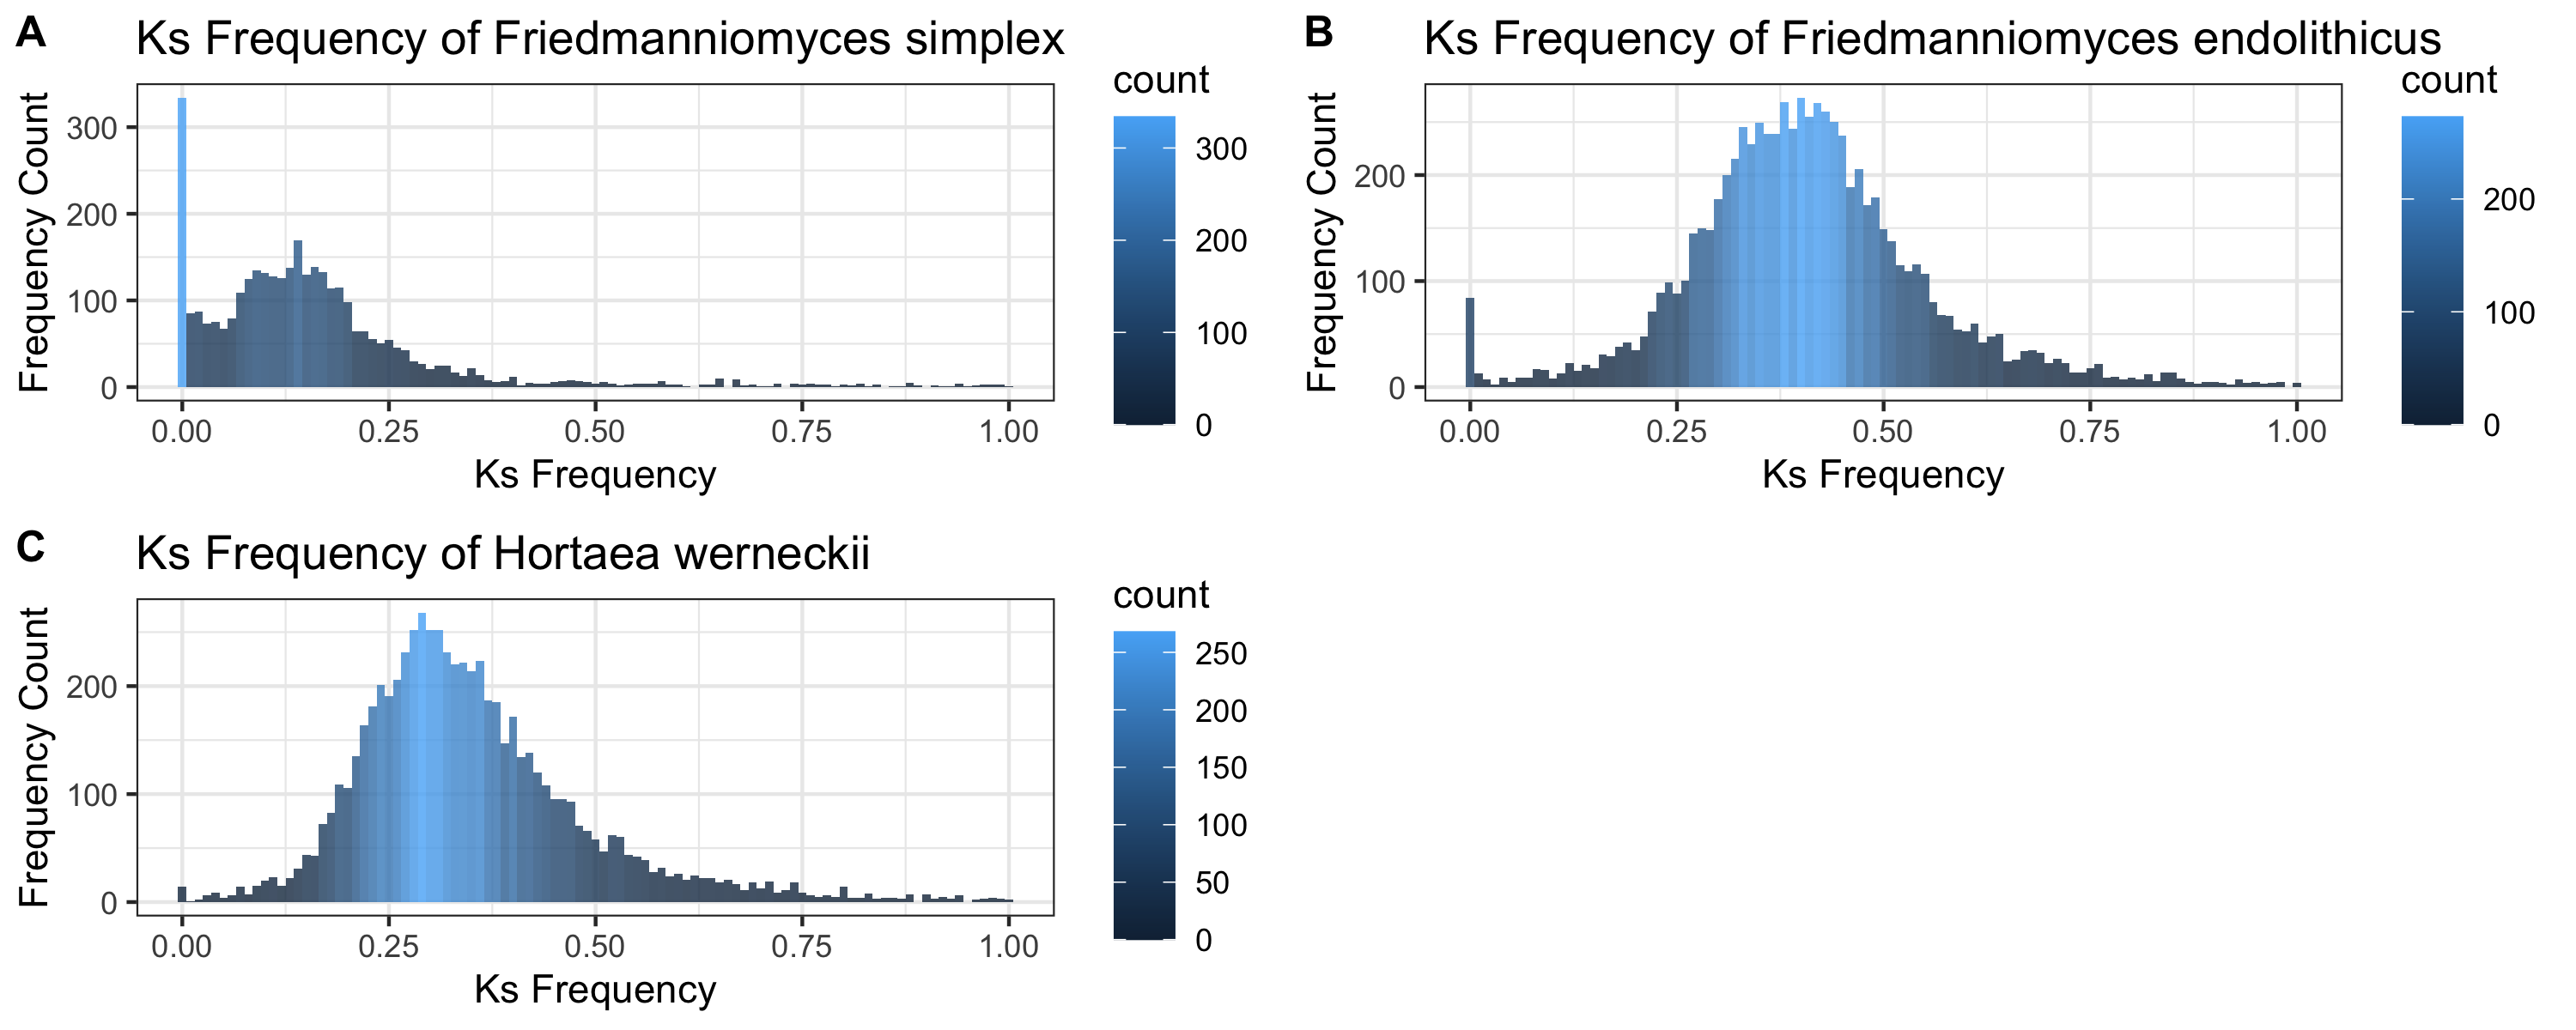 A
Ks Frequency of Friedmanniomyces simplex
Frequency Count
300
200
100
0
0.00 0.25 0.50 0.75 1.00
Ks Frequency
count
300
200
100
0
B
Ks Frequency of Friedmanniomyces endolithicus
Frequency Count
200
100
0
0.00 0.25 0.50 0.75 1.00
Ks Frequency
count
200
100
0
C
Ks Frequency of Hortaea werneckii
Frequency Count
200
100
0
0.00 0.25 0.50 0.75 1.00
Ks Frequency
count
250
200
150
100
50
0